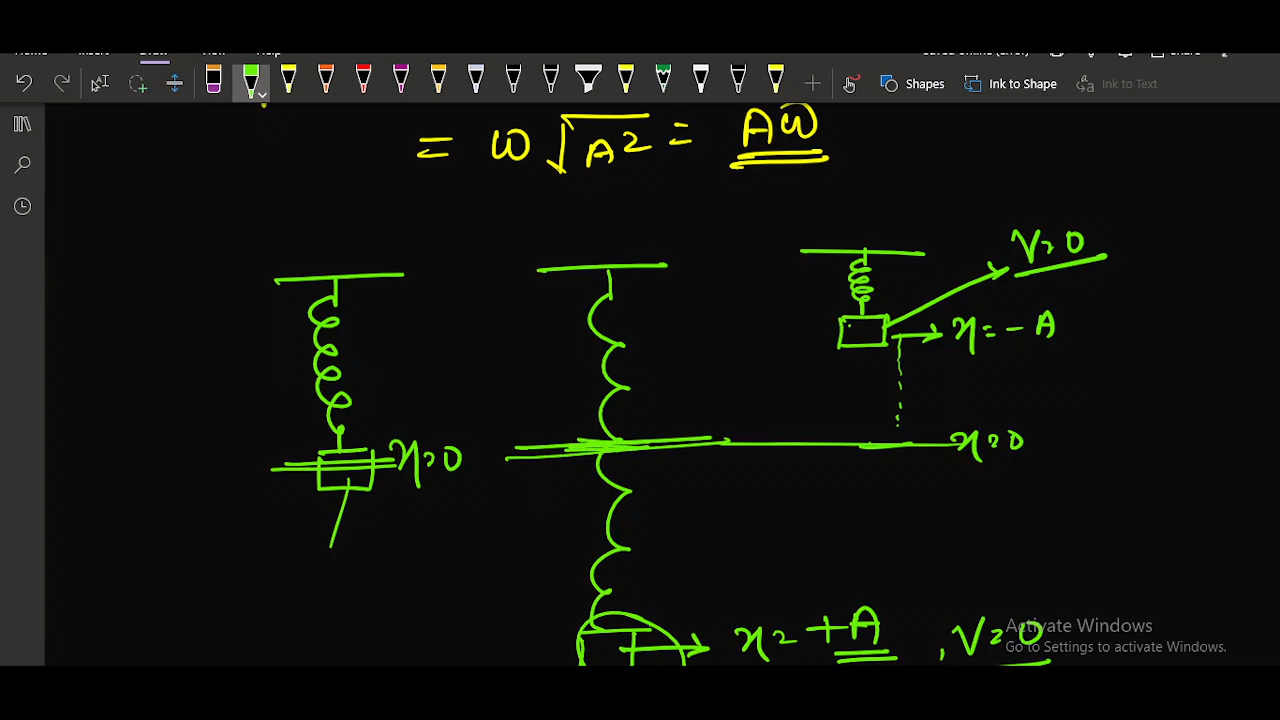 Shapes
Ink to Shape
Ink to Text
= ω √A2 = Aω
V=0
x=-A
x=0
x=0
x=+A, V=0
Activate Windows
Go to Settings to activate Windows.